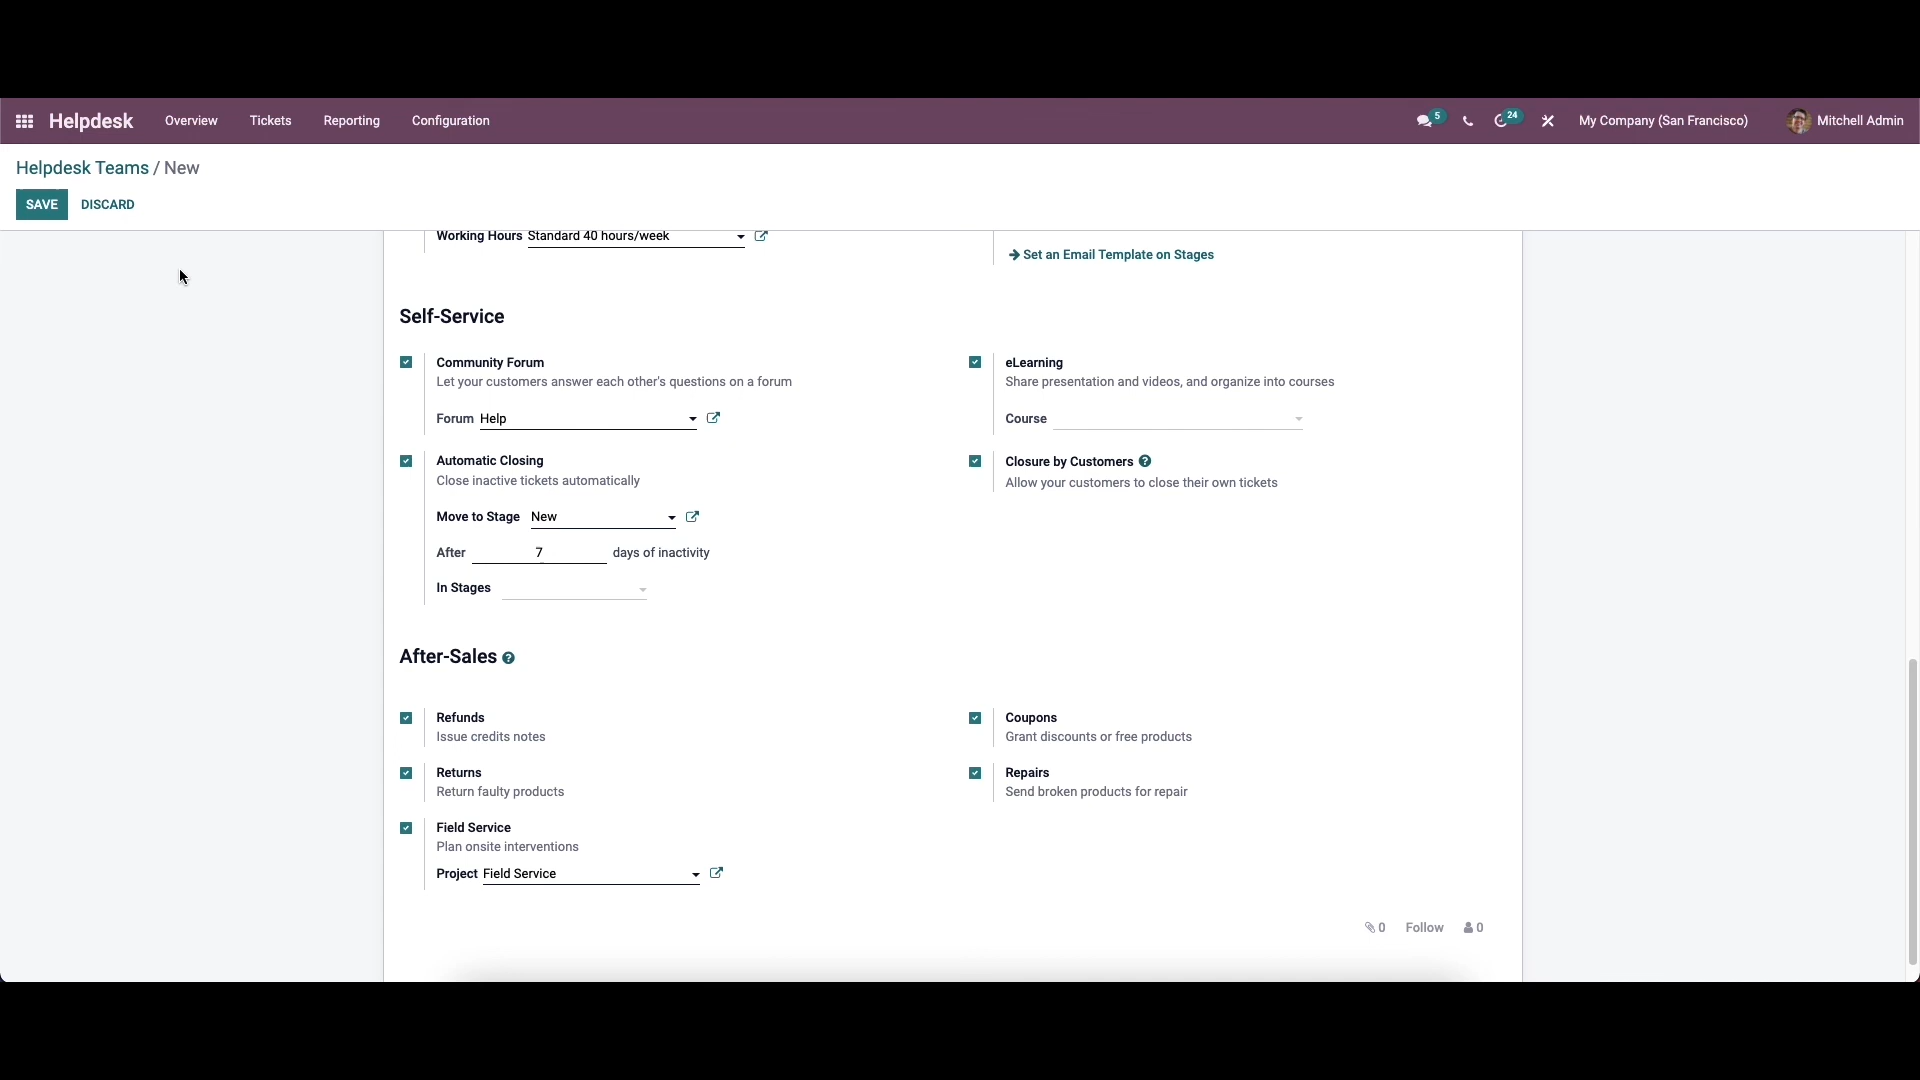 Helpdesk Overview Tickets Reporting Configuration 5 24 My Company (San Francisco) Mitchell Admin
Helpdesk Teams / New
SAVE DISCARD
Working Hours Standard 40 hours/week
Set an Email Template on Stages
Self-Service
Community Forum
Let your customers answer each other's questions on a forum
Forum Help
eLearning
Share presentation and videos, and organize into courses
Course
Automatic Closing
Close inactive tickets automatically
Move to Stage New
After 7 days of inactivity
In Stages
Closure by Customers ?
Allow your customers to close their own tickets
After-Sales ?
Refunds
Issue credits notes
Coupons
Grant discounts or free products
Returns
Return faulty products
Repairs
Send broken products for repair
Field Service
Plan onsite interventions
Project Field Service
0 Follow 0